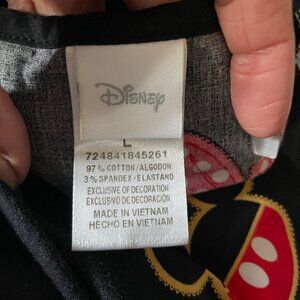 Disney
L
724841845261
97% COTTON/ALGODON
3% SPANDEX/ELASTANO
EXCLUSIVE OF DECORATION
EXCLUSIVO DE DECORACION
MADE IN VIETNAM
HECHO EN VIETNAM